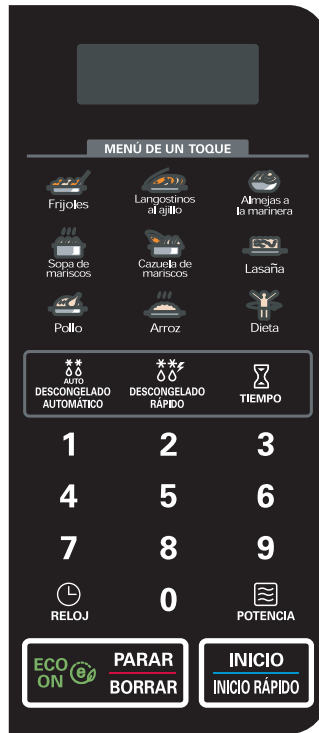 MENÚ DE UN TOQUE
Frijoles
Langostinos
al ajillo
Almejas a
la marinera
Sopa de
mariscos
Cazuela de
mariscos
Lasaña
Pollo
Arroz
Dieta
AUTO
DESCONGELADO
AUTOMÁTICO
DESCONGELADO
RÁPIDO
TIEMPO
1 2 3
4 5 6
7 8 9
RELOJ
0
POTENCIA
ECO
ON
e
PARAR
BORRAR
INICIO
INICIO RÁPIDO